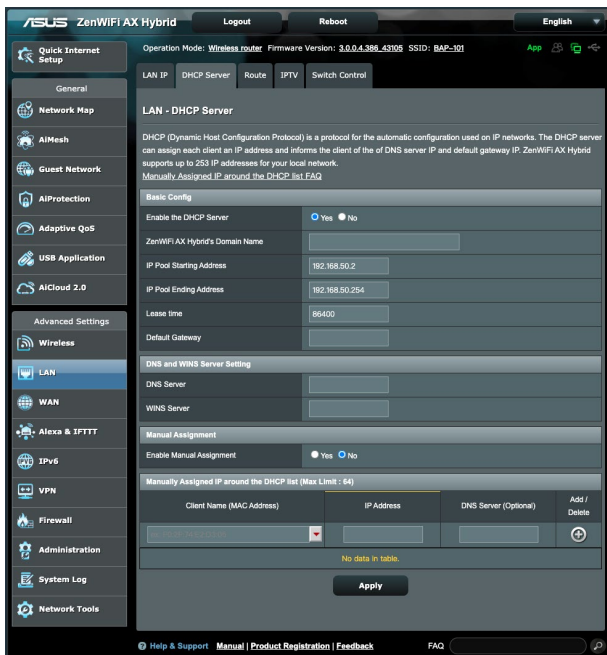 ASUS ZenWiFi AX Hybrid Logout Reboot English
Quick Internet Setup
Operation Mode: Wireless router Firmware Version: 3.0.0.4.386_43105 SSID: BAP-101 App
LAN IP DHCP Server Route IPTV Switch Control
General
Network Map
AiMesh
Guest Network
AiProtection
Adaptive QoS
USB Application
AiCloud 2.0
Advanced Settings
Wireless
LAN
WAN
Alexa & IFTTT
IPv6
VPN
Firewall
Administration
System Log
Network Tools
LAN - DHCP Server
DHCP (Dynamic Host Configuration Protocol) is a protocol for the automatic configuration used on IP networks. The DHCP server
can assign each client an IP address and informs the client of the of DNS server IP and default gateway IP. ZenWiFi AX Hybrid
supports up to 253 IP addresses for your local network.
Manually Assigned IP around the DHCP list FAQ
Basic Config
Enable the DHCP Server Yes No
ZenWiFi AX Hybrid's Domain Name
IP Pool Starting Address 192.168.50.2
IP Pool Ending Address 192.168.50.254
Lease time 86400
Default Gateway
DNS and WINS Server Setting
DNS Server
WINS Server
Manual Assignment
Enable Manual Assignment Yes No
Manually Assigned IP around the DHCP list (Max Limit : 64)
Client Name (MAC Address) IP Address DNS Server (Optional) Add / Delete
No data in table.
Apply
Help & Support Manual | Product Registration | Feedback FAQ